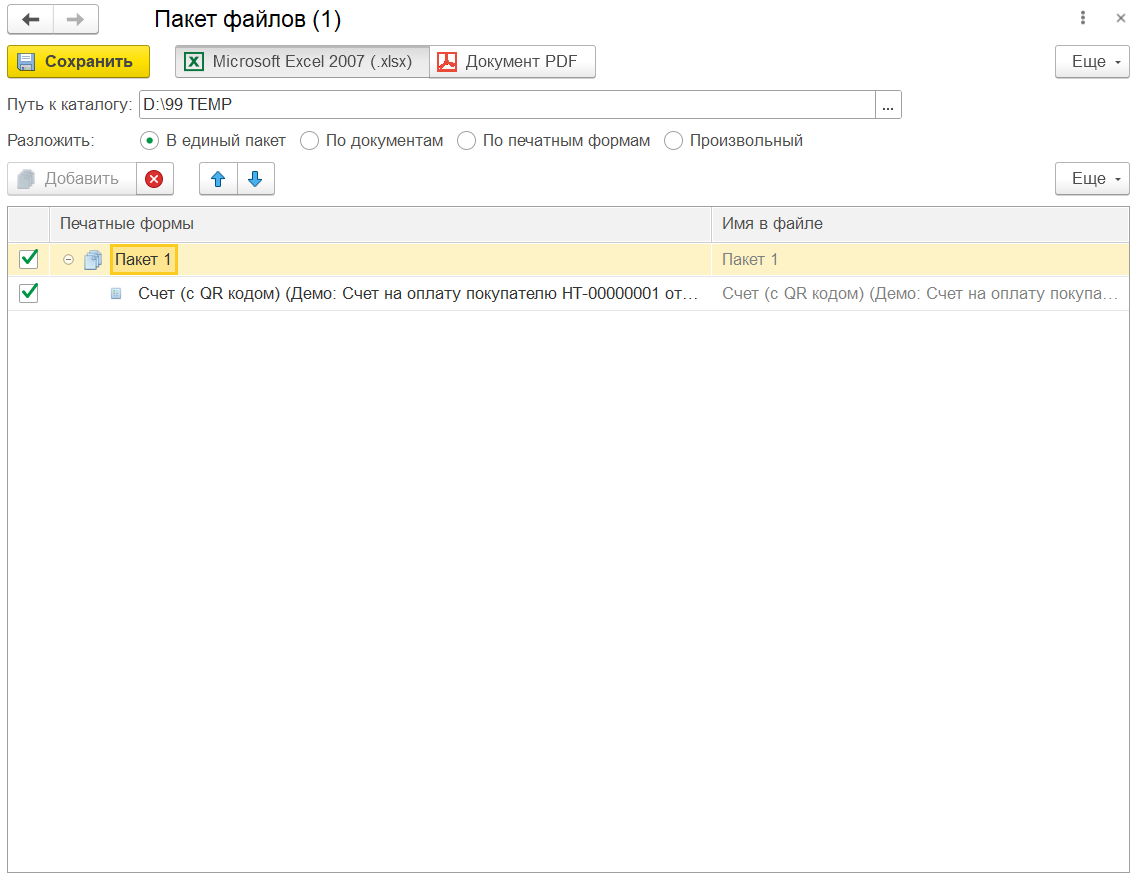 Пакет файлов (1)
Сохранить Microsoft Excel 2007 (.xlsx) Документ PDF Еще
Путь к каталогу: D:\99 TEMP ...
Разложить: В единый пакет По документам По печатным формам Произвольный
Добавить Еще
Печатные формы Имя в файле
Пакет 1 Пакет 1
Счет (с QR кодом) (Демо: Счет на оплату покупателю НТ-00000001 от... Счет (с QR кодом) (Демо: Счет на оплату покупа...